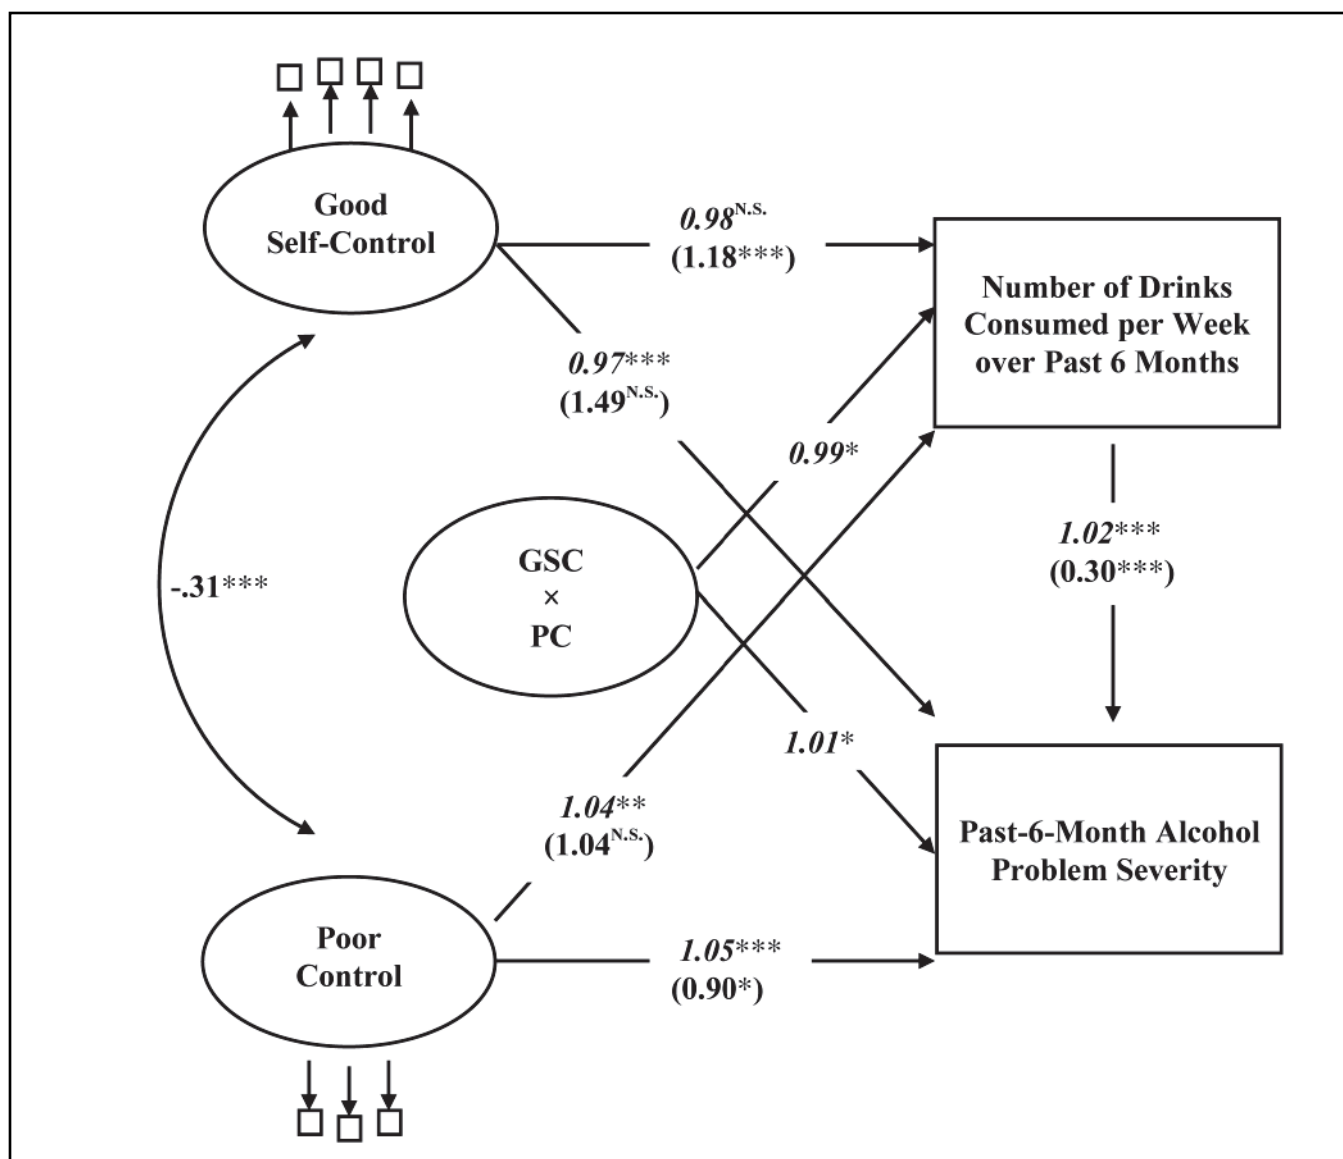 Good
Self-Control
0.98N.S.
(1.18***)
Number of Drinks
Consumed per Week
over Past 6 Months
0.97***
(1.49N.S.)
0.99*
GSC
×
PC
1.02***
(0.30***)
-.31***
1.01*
1.04**
(1.04N.S.)
Past-6-Month Alcohol
Problem Severity
Poor
Control
1.05***
(0.90*)